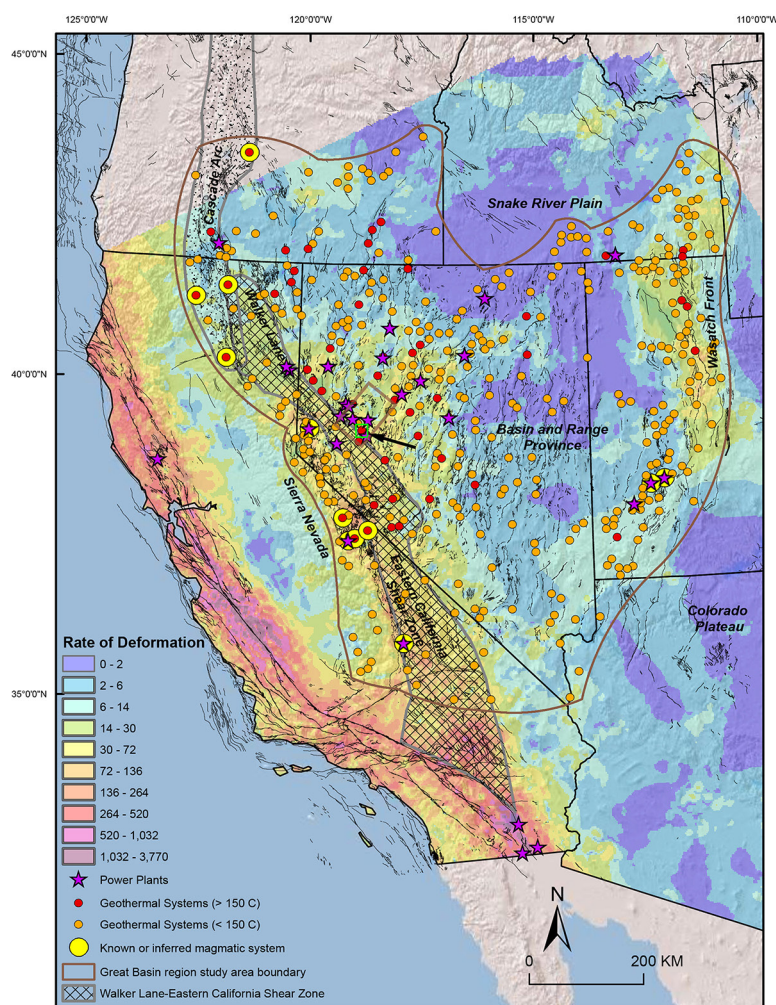 125°0'0"W
120°0'0"W
115°0'0"W
110°0'0"W
45°0'0"N
Cascade Arc
Snake River Plain
Walker Lane
Wasatch Front
40°0'0"N
Basin and Range
Province
Sierra Nevada
Eastern California
Shear Zone
Colorado
Plateau
35°0'0"N
Rate of Deformation
0 - 2
2 - 6
6 - 14
14 - 30
30 - 72
72 - 136
136 - 264
264 - 520
520 - 1,032
1,032 - 3,770
Power Plants
Geothermal Systems (> 150 C)
Geothermal Systems (< 150 C)
Known or inferred magmatic system
Great Basin region study area boundary
Walker Lane-Eastern California Shear Zone
N
0 200 KM